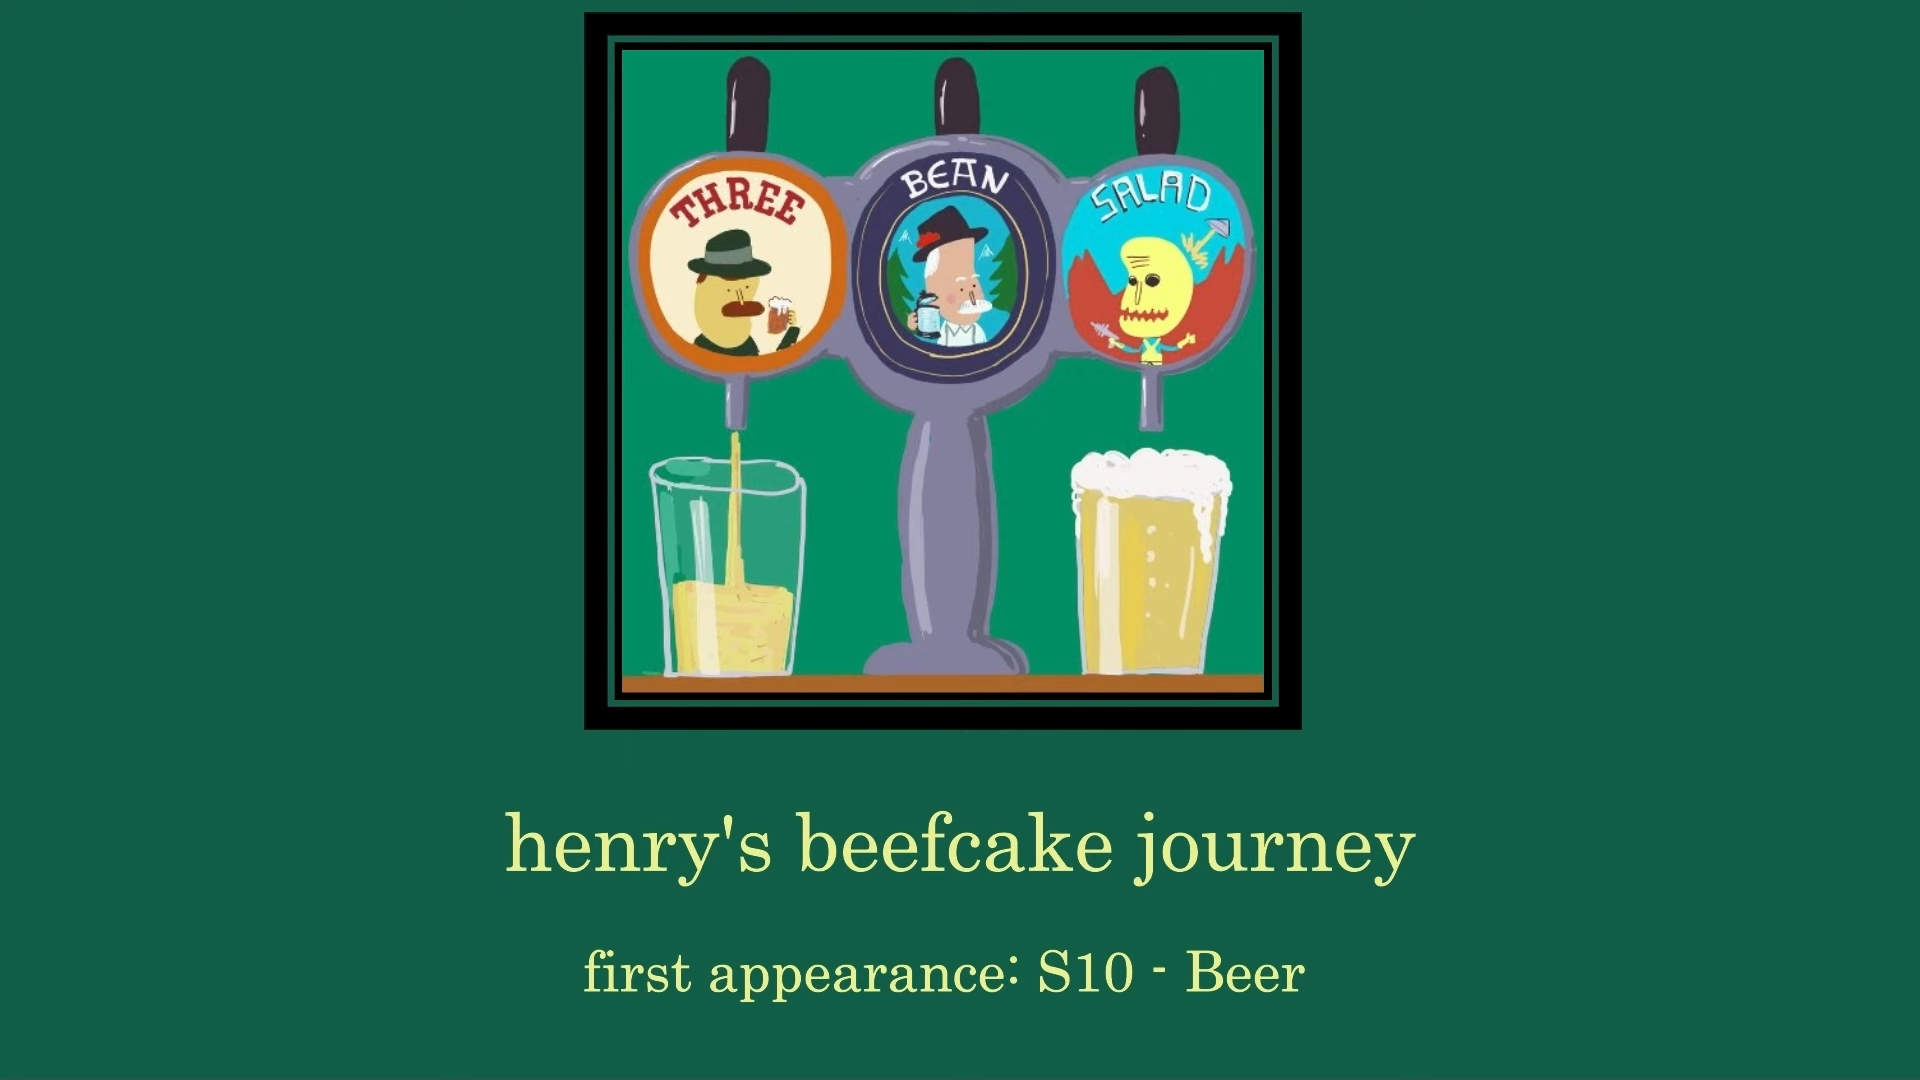 THREE
BEAN
SALAD
henry's beefcake journey
first appearance: S10 - Beer